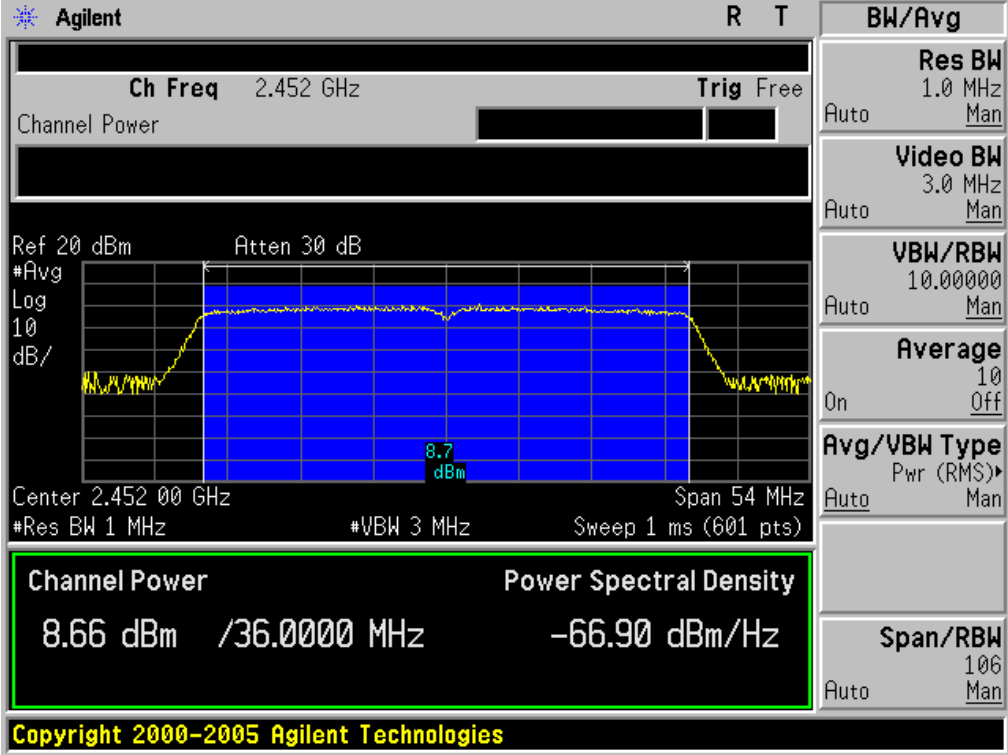 Agilent R T
Ch Freq 2.452 GHz Trig Free
Channel Power
Ref 20 dBm Atten 30 dB
#Avg
Log
10
dB/
8.7
dBm
Center 2.452 00 GHz Span 54 MHz
#Res BW 1 MHz #VBW 3 MHz Sweep 1 ms (601 pts)
Channel Power Power Spectral Density
8.66 dBm /36.0000 MHz -66.90 dBm/Hz
Copyright 2000-2005 Agilent Technologies
BW/Avg
Res BW
1.0 MHz
Auto Man
Video BW
3.0 MHz
Auto Man
VBW/RBW
10.00000
Auto Man
Average
10
On Off
Avg/VBW Type
Pwr (RMS)▸
Auto Man
Span/RBW
106
Auto Man